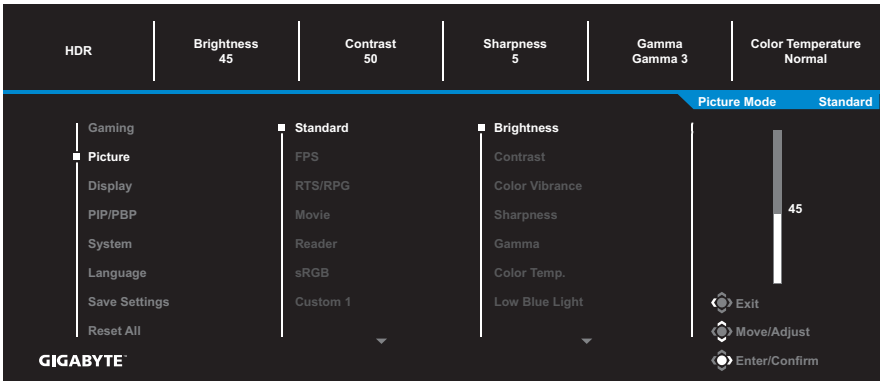 HDR
Brightness
45
Contrast
50
Sharpness
5
Gamma
Gamma 3
Color Temperature
Normal
Picture Mode Standard
Gaming
Picture
Display
PIP/PBP
System
Language
Save Settings
Reset All
Standard
FPS
RTS/RPG
Movie
Reader
sRGB
Custom 1
Brightness
Contrast
Color Vibrance
Sharpness
Gamma
Color Temp.
Low Blue Light
45
Exit
Move/Adjust
Enter/Confirm
GIGABYTE™